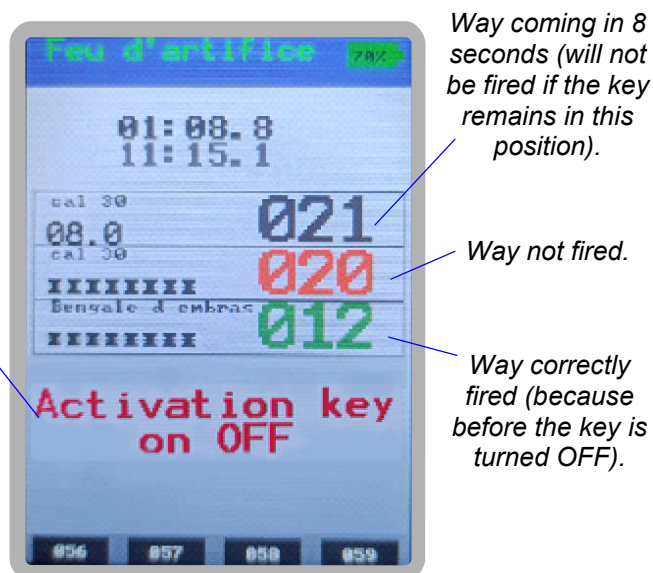 Feu d'artifice 70%
01:08.8
11:15.1
cal 30
08.0 021
cal 30
XXXXXXXX 020
Bengale d embras
XXXXXXXX 012
Activation key
on OFF
056 057 058 059
Way coming in 8
seconds (will not
be fired if the key
remains in this
position).
Way not fired.
Way correctly
fired (because
before the key is
turned OFF).